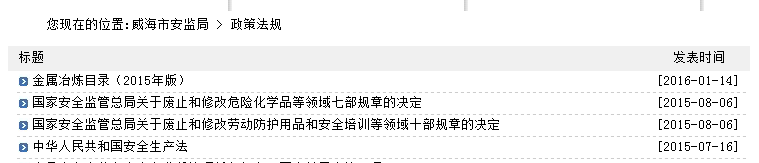 您现在的位置:威海市安监局 > 政策法规
标题 发表时间
金属冶炼目录（2015年版） [2016-01-14]
国家安全监管总局关于废止和修改危险化学品等领域七部规章的决定 [2015-08-06]
国家安全监管总局关于废止和修改劳动防护用品和安全培训等领域十部规章的决定 [2015-08-06]
中华人民共和国安全生产法 [2015-07-16]